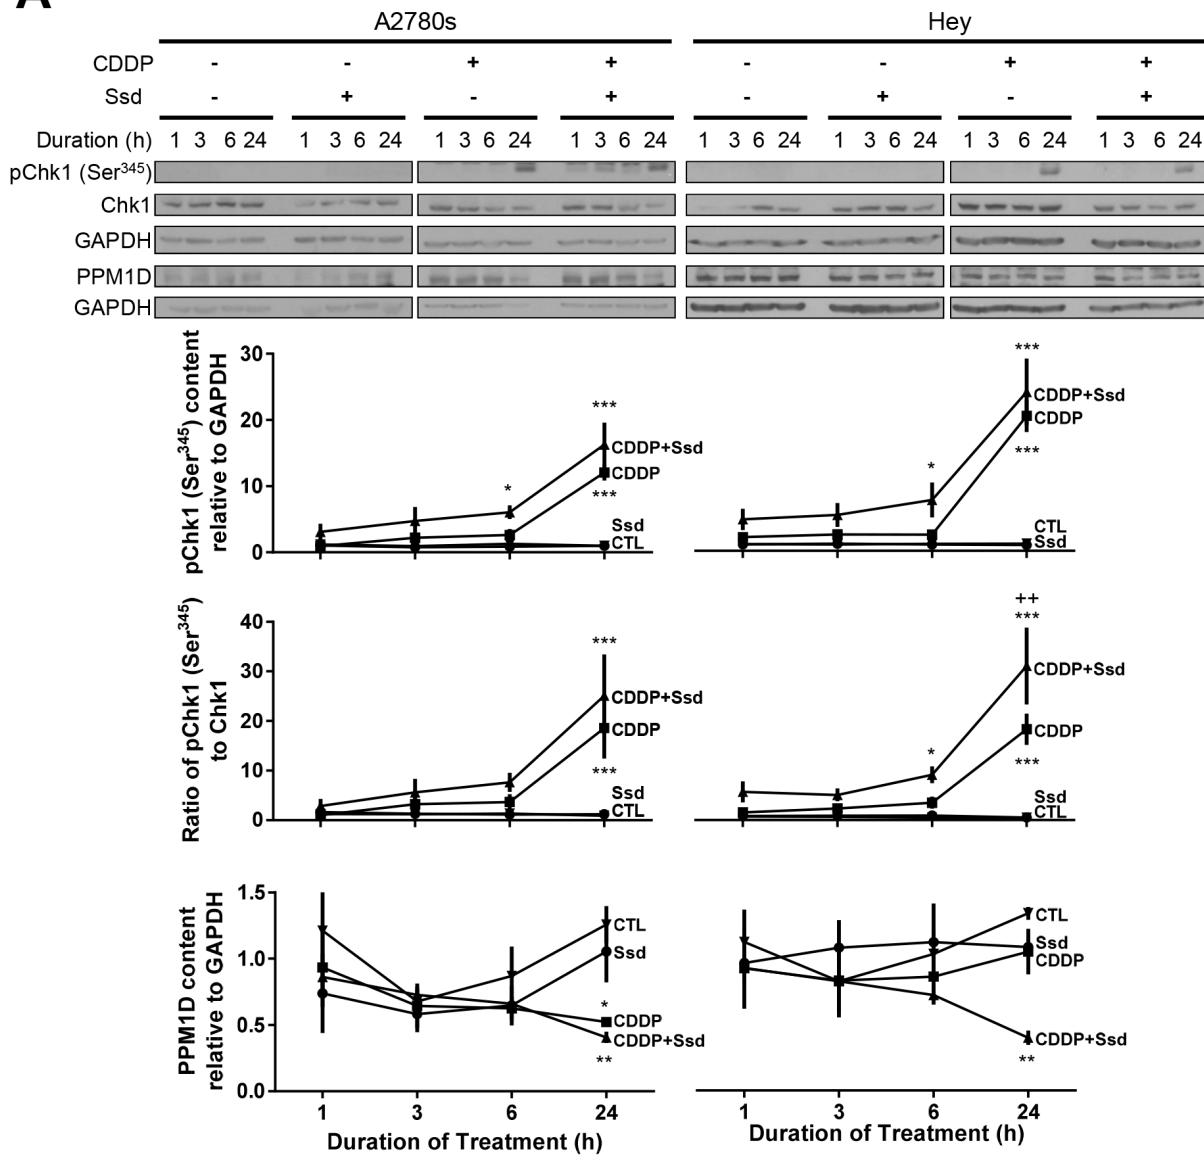 A
A2780s Hey
CDDP - - + + - - + +
Ssd - + - + - + - +
Duration (h) 1 3 6 24 1 3 6 24 1 3 6 24 1 3 6 24 1 3 6 24 1 3 6 24 1 3 6 24 1 3 6 24
pChk1 (Ser³⁴⁵)
Chk1
GAPDH
PPM1D
GAPDH
pChk1 (Ser³⁴⁵) content
relative to GAPDH
30
20
10
0
***
CDDP+Ssd
CDDP
***
*
Ssd
CTL
***
CDDP+Ssd
CDDP
***
*
CTL
Ssd
Ratio of pChk1 (Ser³⁴⁵)
to Chk1
40
30
20
10
0
***
CDDP+Ssd
CDDP
***
Ssd
CTL
++
***
CDDP+Ssd
CDDP
***
*
Ssd
CTL
PPM1D content
relative to GAPDH
1.5
1.0
0.5
0.0
CTL
Ssd
*
CDDP
CDDP+Ssd
**
CTL
Ssd
CDDP
CDDP+Ssd
**
1 3 6 24 1 3 6 24
Duration of Treatment (h) Duration of Treatment (h)